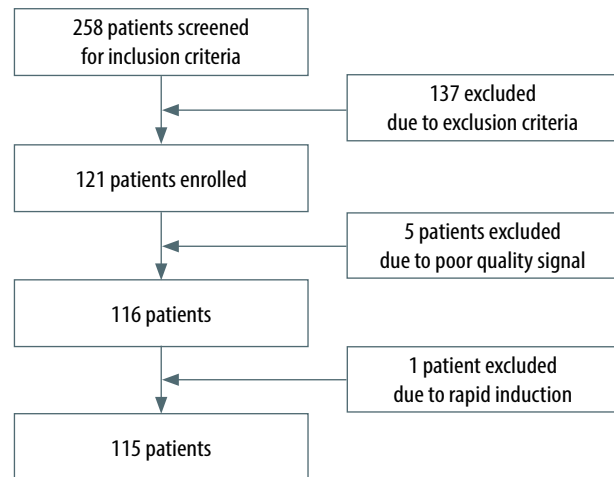 258 patients screened
for inclusion criteria
137 excluded
due to exclusion criteria
121 patients enrolled
5 patients excluded
due to poor quality signal
116 patients
1 patient excluded
due to rapid induction
115 patients